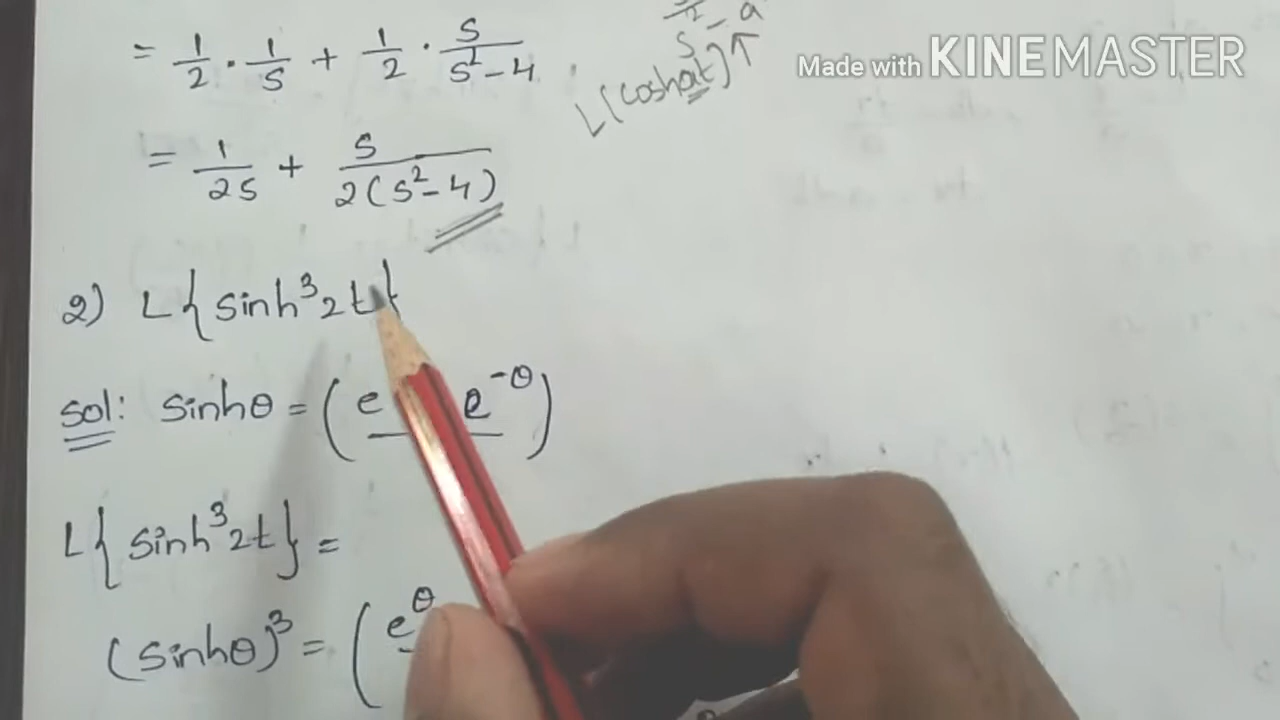 = 1/2 · 1/s + 1/2 · s/(s² - 4)
L(coshat)↑
Made with KINEMASTER
= 1/2s + s/2(s² - 4)
2) L{sinh³2t}
Sol: Sinhθ = (e e^-θ)
L{sinh³2t} =
(sinhθ)³ = (e^θ